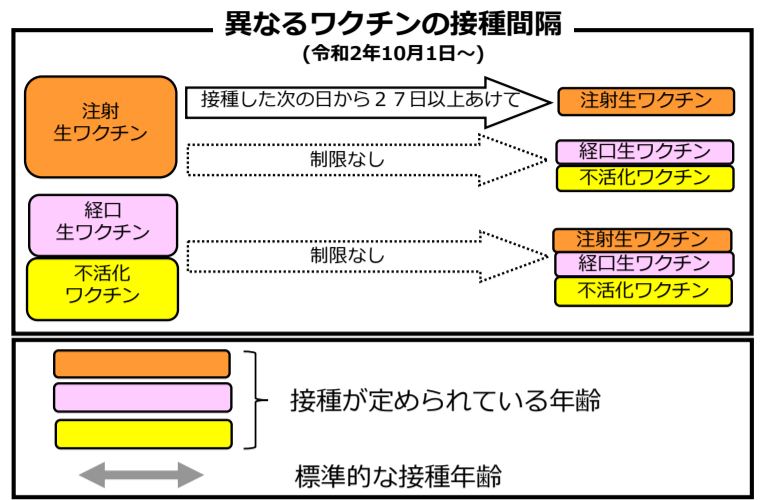 異なるワクチンの接種間隔
(令和2年10月1日～)
注射
生ワクチン
接種した次の日から２７日以上あけて
注射生ワクチン
制限なし
経口生ワクチン
不活化ワクチン
経口
生ワクチン
不活化
ワクチン
制限なし
注射生ワクチン
経口生ワクチン
不活化ワクチン
接種が定められている年齢
標準的な接種年齢